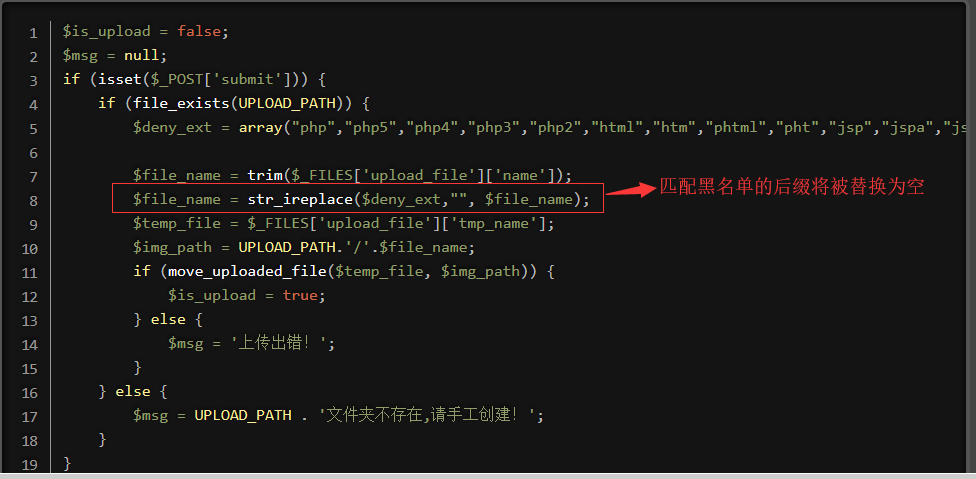 1 $is_upload = false;
2 $msg = null;
3 if (isset($_POST['submit'])) {
4 if (file_exists(UPLOAD_PATH)) {
5 $deny_ext = array("php","php5","php4","php3","php2","html","htm","phtml","pht","jsp","jspa","js
6
7 $file_name = trim($_FILES['upload_file']['name']);
8 $file_name = str_ireplace($deny_ext,"", $file_name); 匹配黑名单的后缀将被替换为空
9 $temp_file = $_FILES['upload_file']['tmp_name'];
10 $img_path = UPLOAD_PATH.'/'.$file_name;
11 if (move_uploaded_file($temp_file, $img_path)) {
12 $is_upload = true;
13 } else {
14 $msg = '上传出错！';
15 }
16 } else {
17 $msg = UPLOAD_PATH . '文件夹不存在,请手工创建！';
18 }
19 }